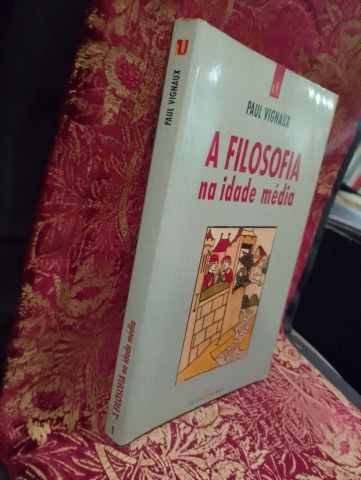 PAUL VIGNAUX
A FILOSOFIA
na idade média
PAUL VIGNAUX
A FILOSOFIA na idade média